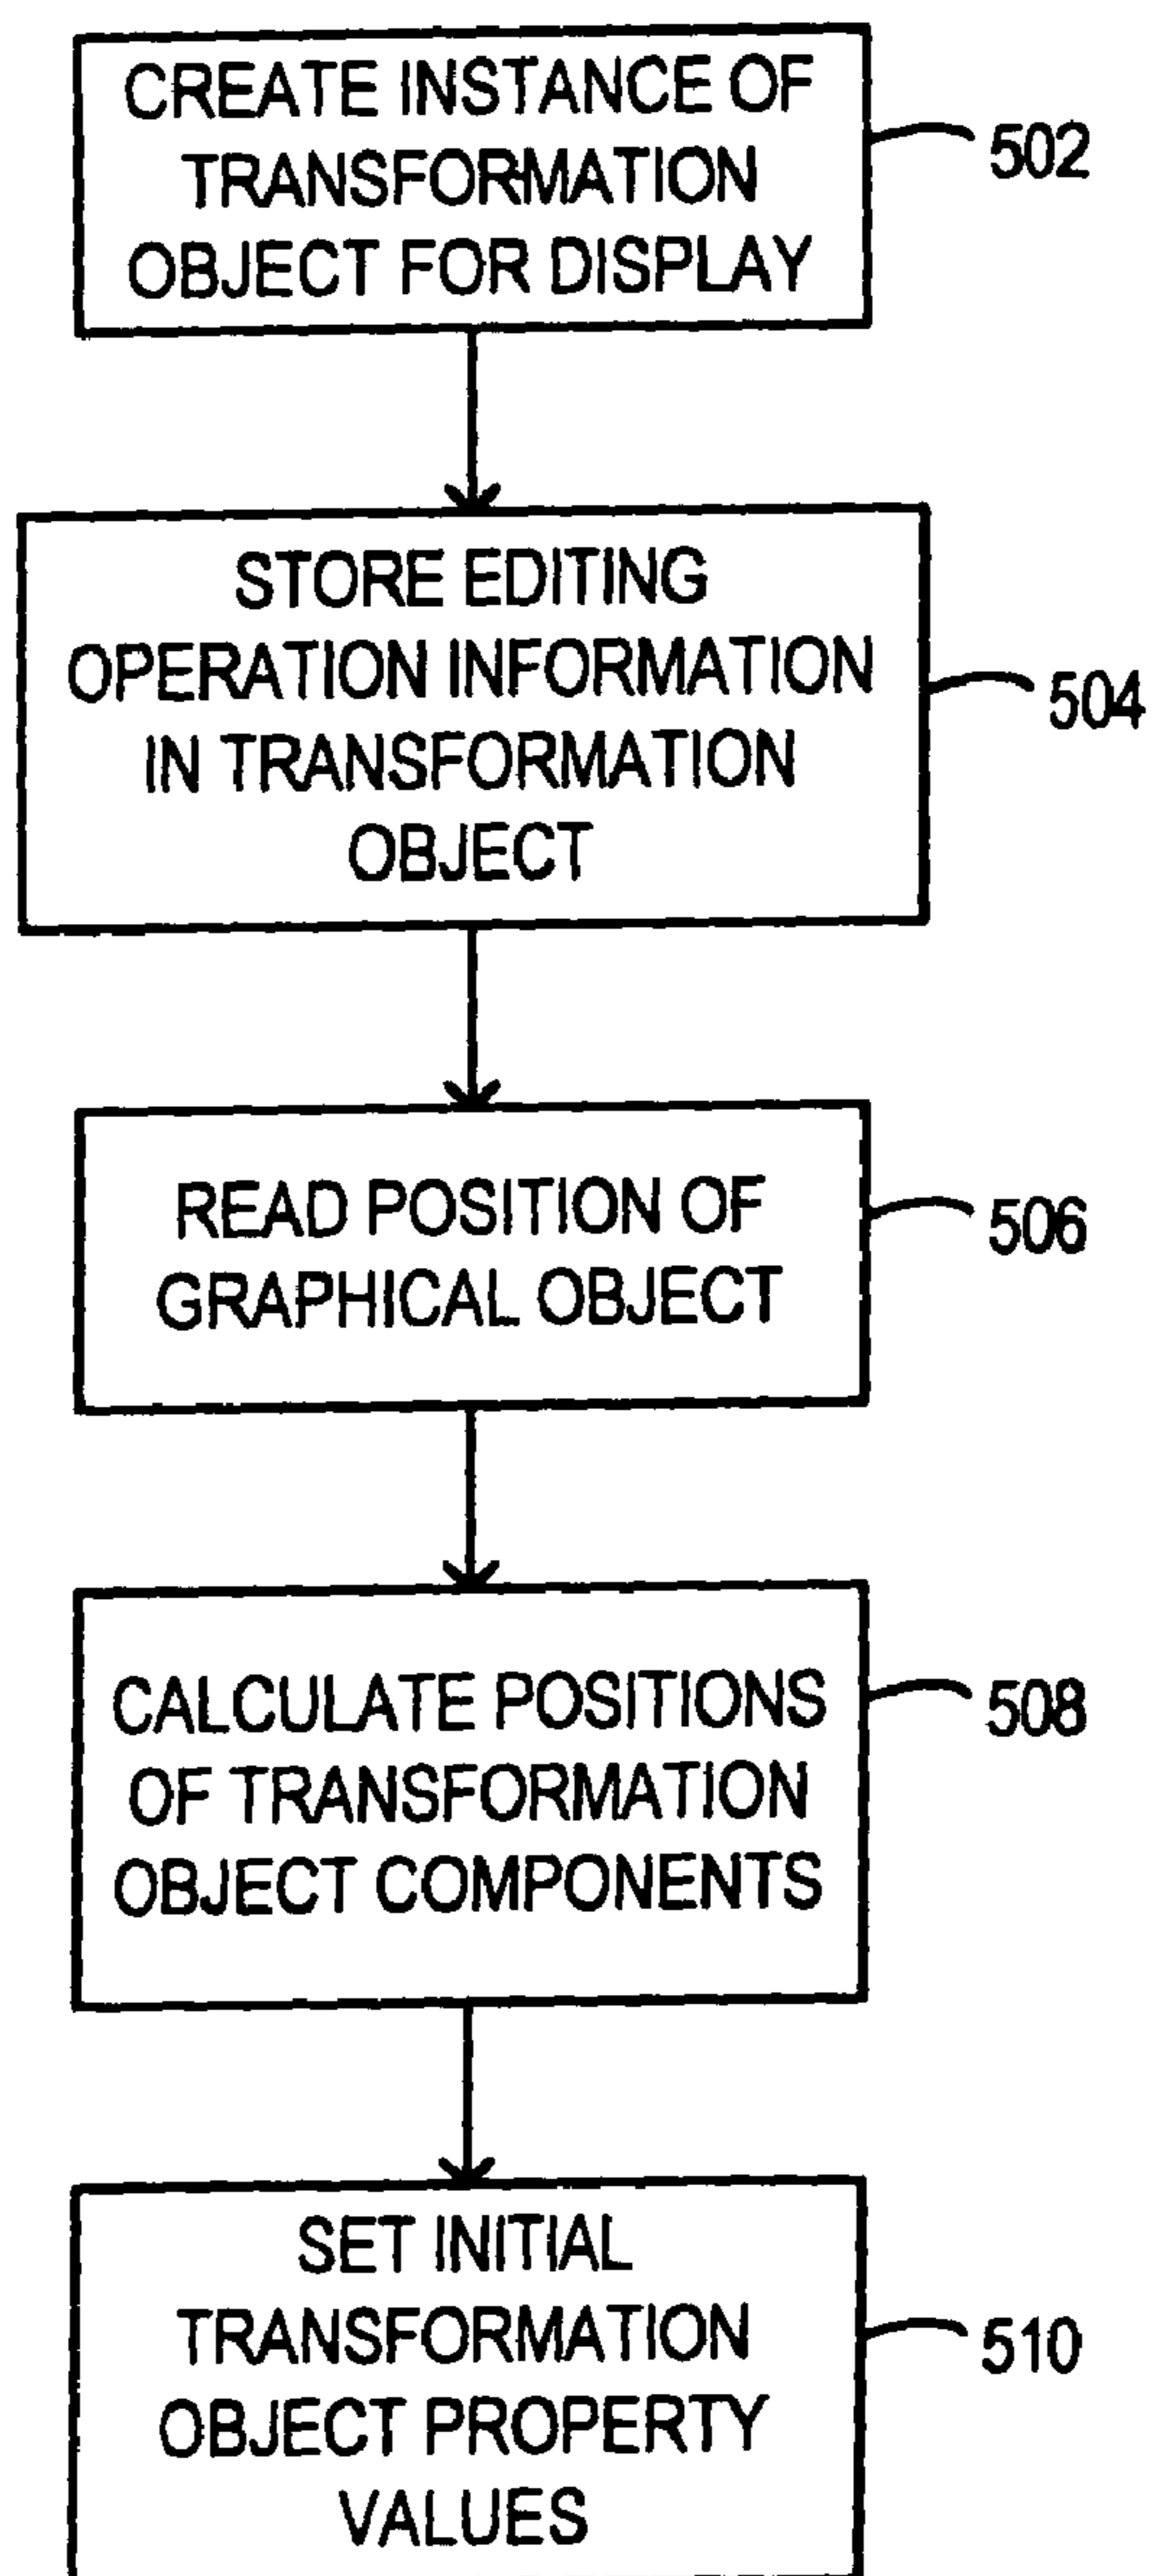 CREATE INSTANCE OF
TRANSFORMATION
OBJECT FOR DISPLAY
502
STORE EDITING
OPERATION INFORMATION
IN TRANSFORMATION
OBJECT
504
READ POSITION OF
GRAPHICAL OBJECT
506
CALCULATE POSITIONS
OF TRANSFORMATION
OBJECT COMPONENTS
508
SET INITIAL
TRANSFORMATION
OBJECT PROPERTY
VALUES
510